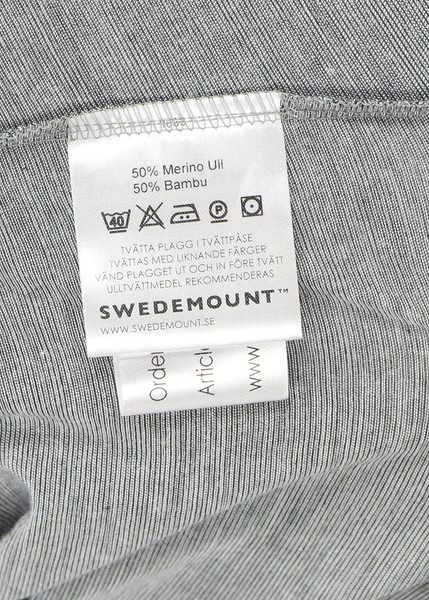 50% Merino Ull
50% Bambu
40 P
TVÄTTA PLAGG I TVÄTTPÅSE
TVÄTTAS MED LIKNANDE FÄRGER
VÄND PLAGGET UT OCH IN FÖRE TVÄTT
ULLTVÄTTMEDEL REKOMMENDERAS
SWEDEMOUNT™
WWW.SWEDEMOUNT.SE
Order
Article
www